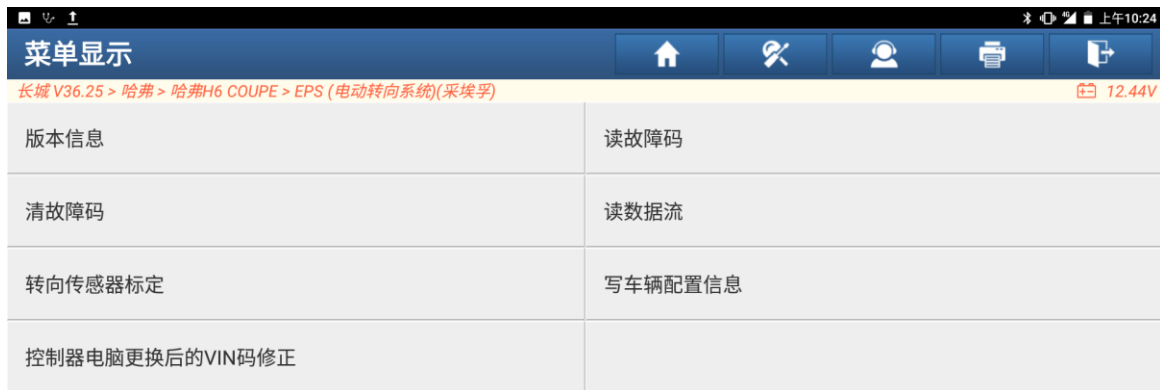 上午10:24
菜单显示
长城 V36.25 > 哈弗 > 哈弗H6 COUPE > EPS (电动转向系统)(采埃孚)
12.44V
版本信息
读故障码
清故障码
读数据流
转向传感器标定
写车辆配置信息
控制器电脑更换后的VIN码修正